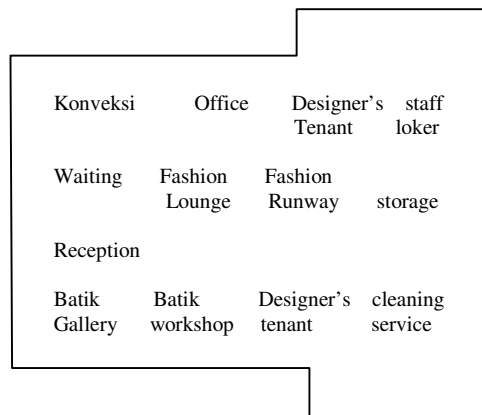 Konveksi Office Designer’s staff
Tenant loker
Waiting Fashion Fashion
Lounge Runway storage
Reception
Batik Batik Designer’s cleaning
Gallery workshop tenant service